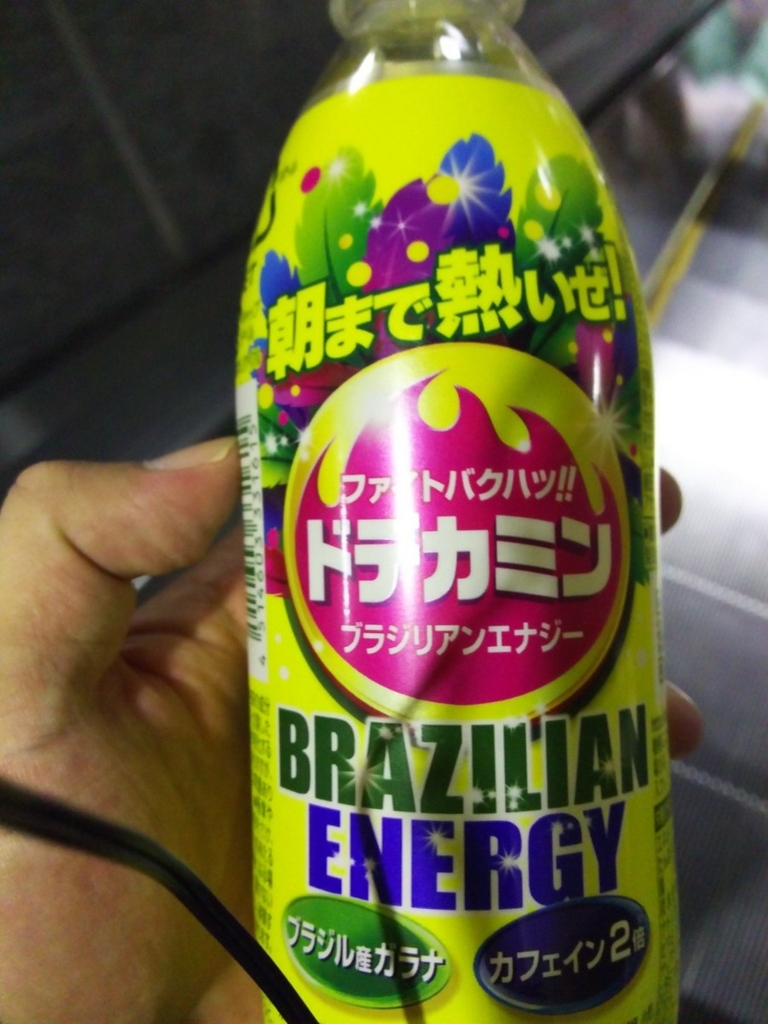 朝まで熱いぜ!
ファイトバクハツ!!
ドデカミン
ブラジリアンエナジー
BRAZILIAN
ENERGY
ブラジル産ガラナ
カフェイン2倍